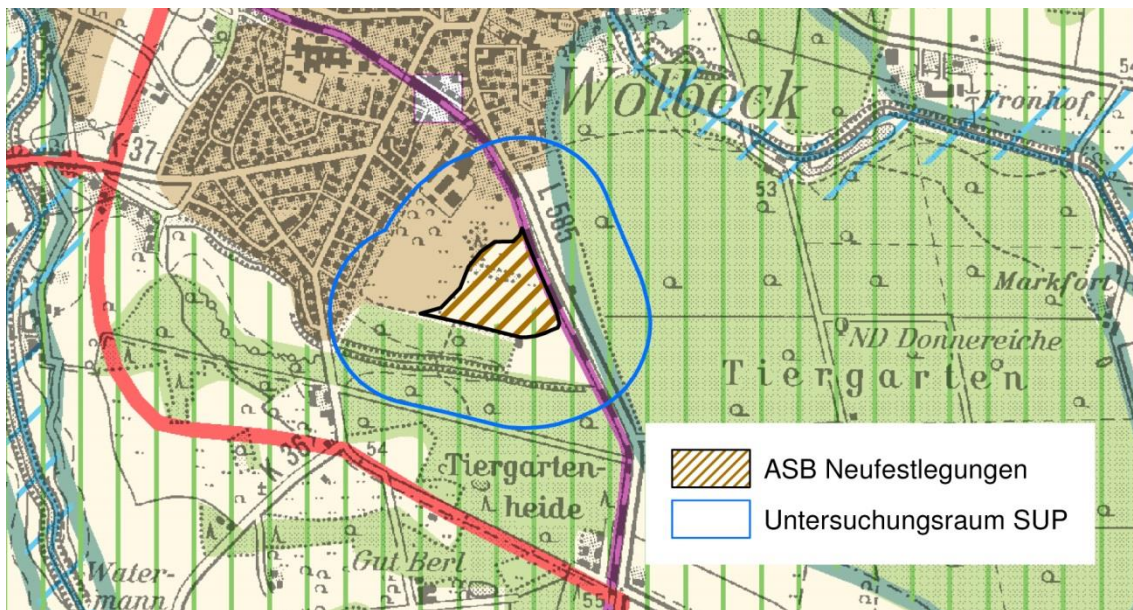 Wolbeck
Fronhof
54
K 37
L 585
53
Markfort
ND Donnereiche
Tiergarten
K 36
54
Tiergarten-
heide
Gut Berl
Water-
mann
55
ASB Neufestlegungen
Untersuchungsraum SUP